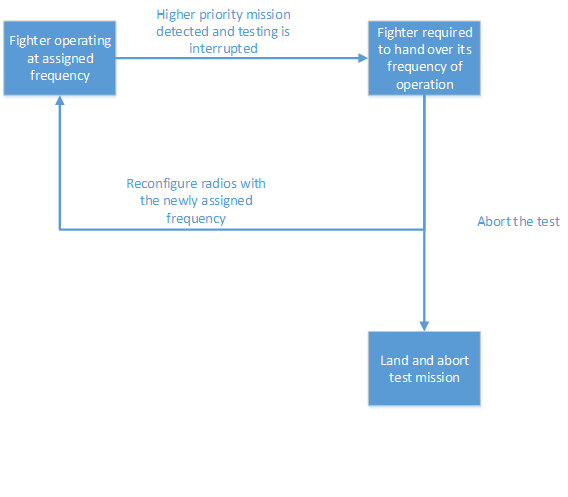 Higher priority mission
detected and testing is
interrupted
Fighter operating
at assigned
frequency
Fighter required
to hand over its
frequency of
operation
Reconfigure radios with
the newly assigned
frequency
Abort the test
Land and abort
test mission